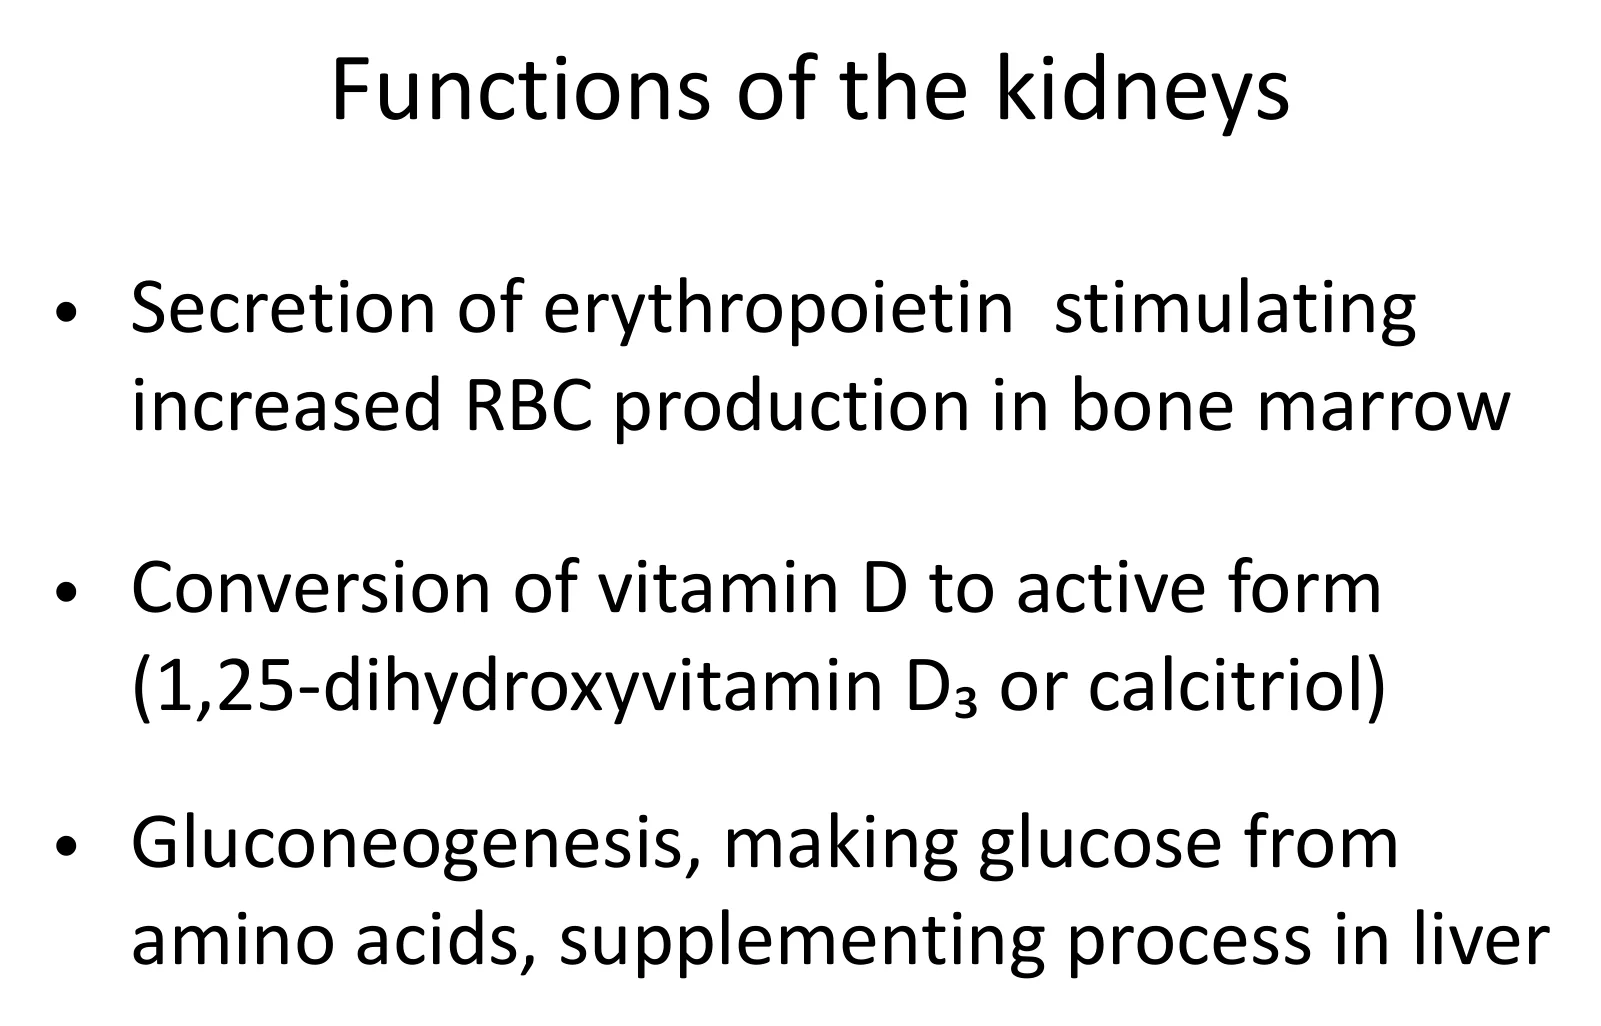 Functions of the kidneys
• Secretion of erythropoietin  stimulating
increased RBC production in bone marrow
• Conversion of vitamin D to active form
(1,25-dihydroxyvitamin D₃ or calcitriol)
• Gluconeogenesis, making glucose from
amino acids, supplementing process in liver